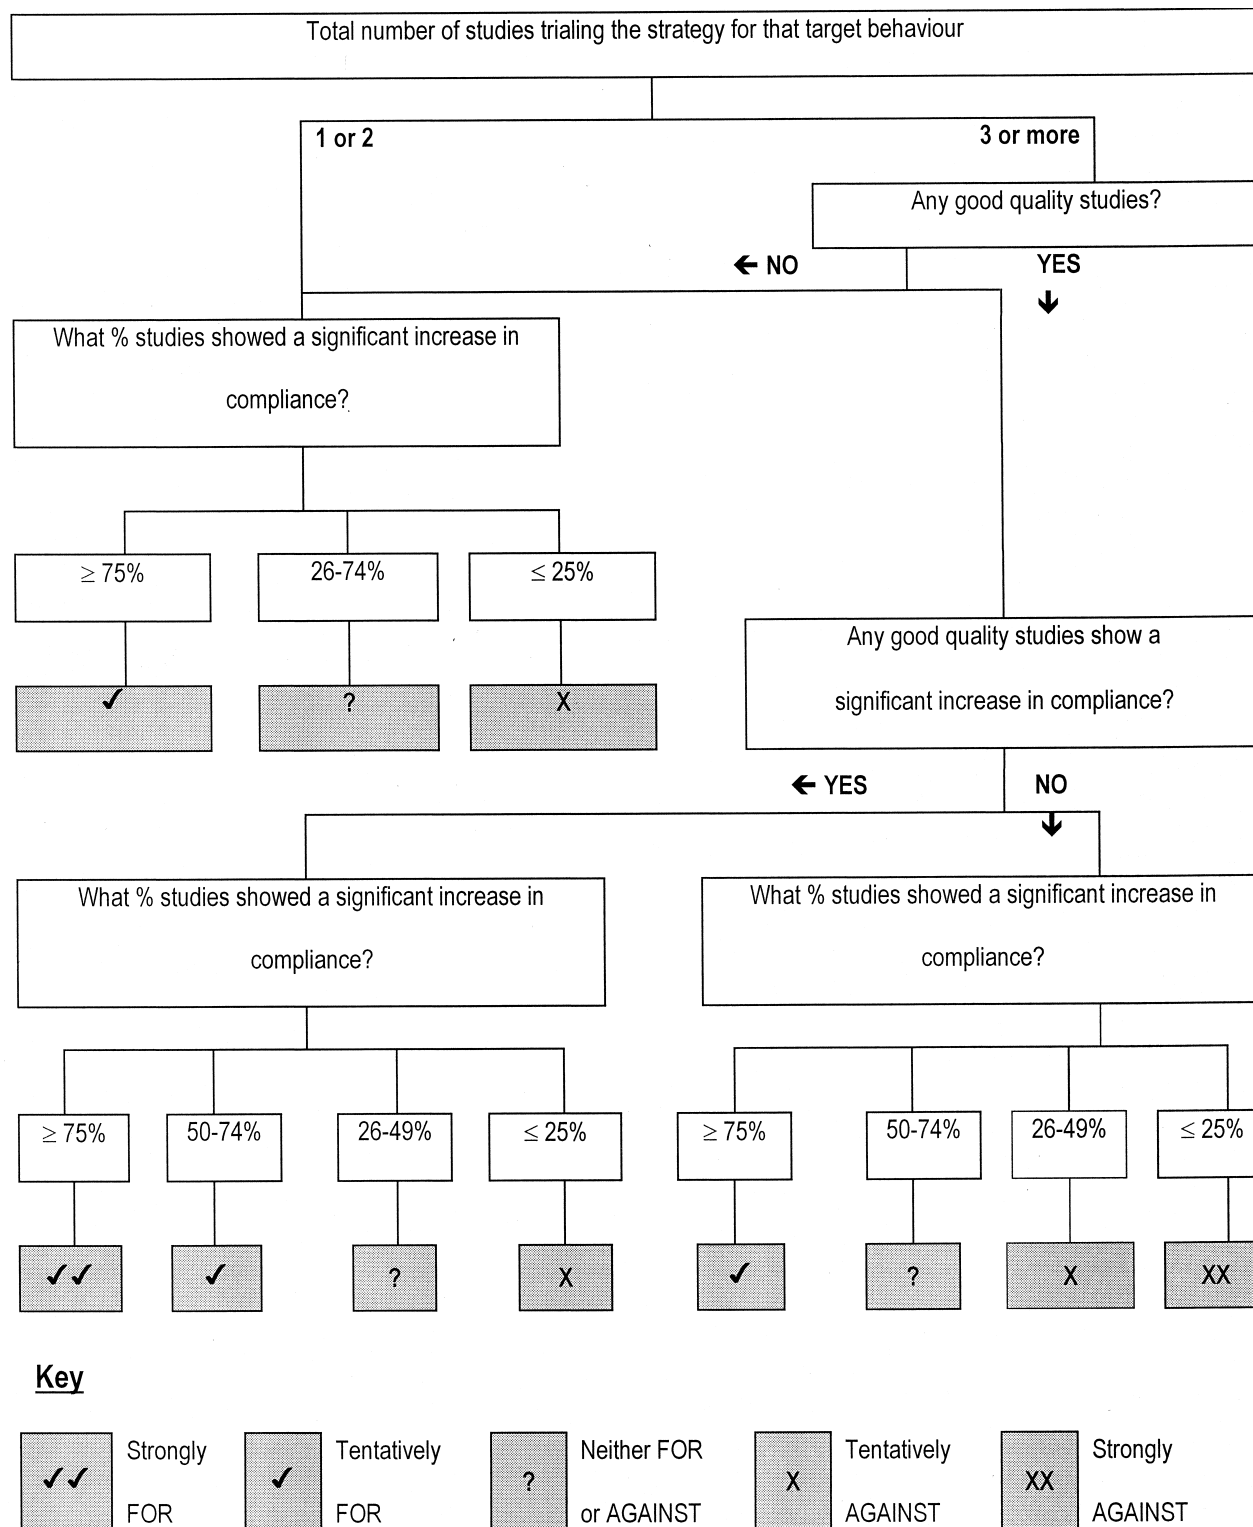 Total number of studies trialing the strategy for that target behaviour
1 or 2
3 or more
Any good quality studies?
← NO
YES
↓
What % studies showed a significant increase in
compliance?
≥ 75%
26-74%
≤ 25%
✓
?
X
Any good quality studies show a
significant increase in compliance?
← YES
NO
↓
What % studies showed a significant increase in
compliance?
What % studies showed a significant increase in
compliance?
≥ 75%
50-74%
26-49%
≤ 25%
≥ 75%
50-74%
26-49%
≤ 25%
✓✓
✓
?
X
✓
?
X
XX
Key
✓✓
Strongly
FOR
✓
Tentatively
FOR
?
Neither FOR
or AGAINST
X
Tentatively
AGAINST
XX
Strongly
AGAINST